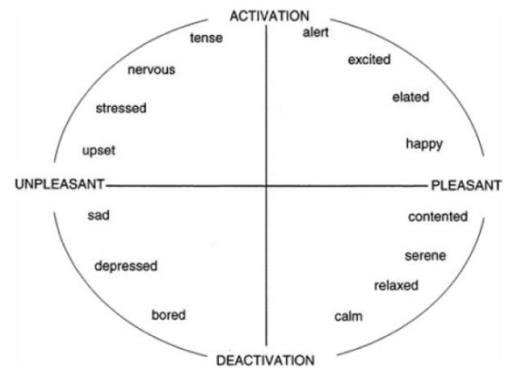 ACTIVATION
tense
alert
nervous
excited
stressed
elated
upset
happy
UNPLEASANT
PLEASANT
sad
contented
depressed
serene
relaxed
bored
calm
DEACTIVATION